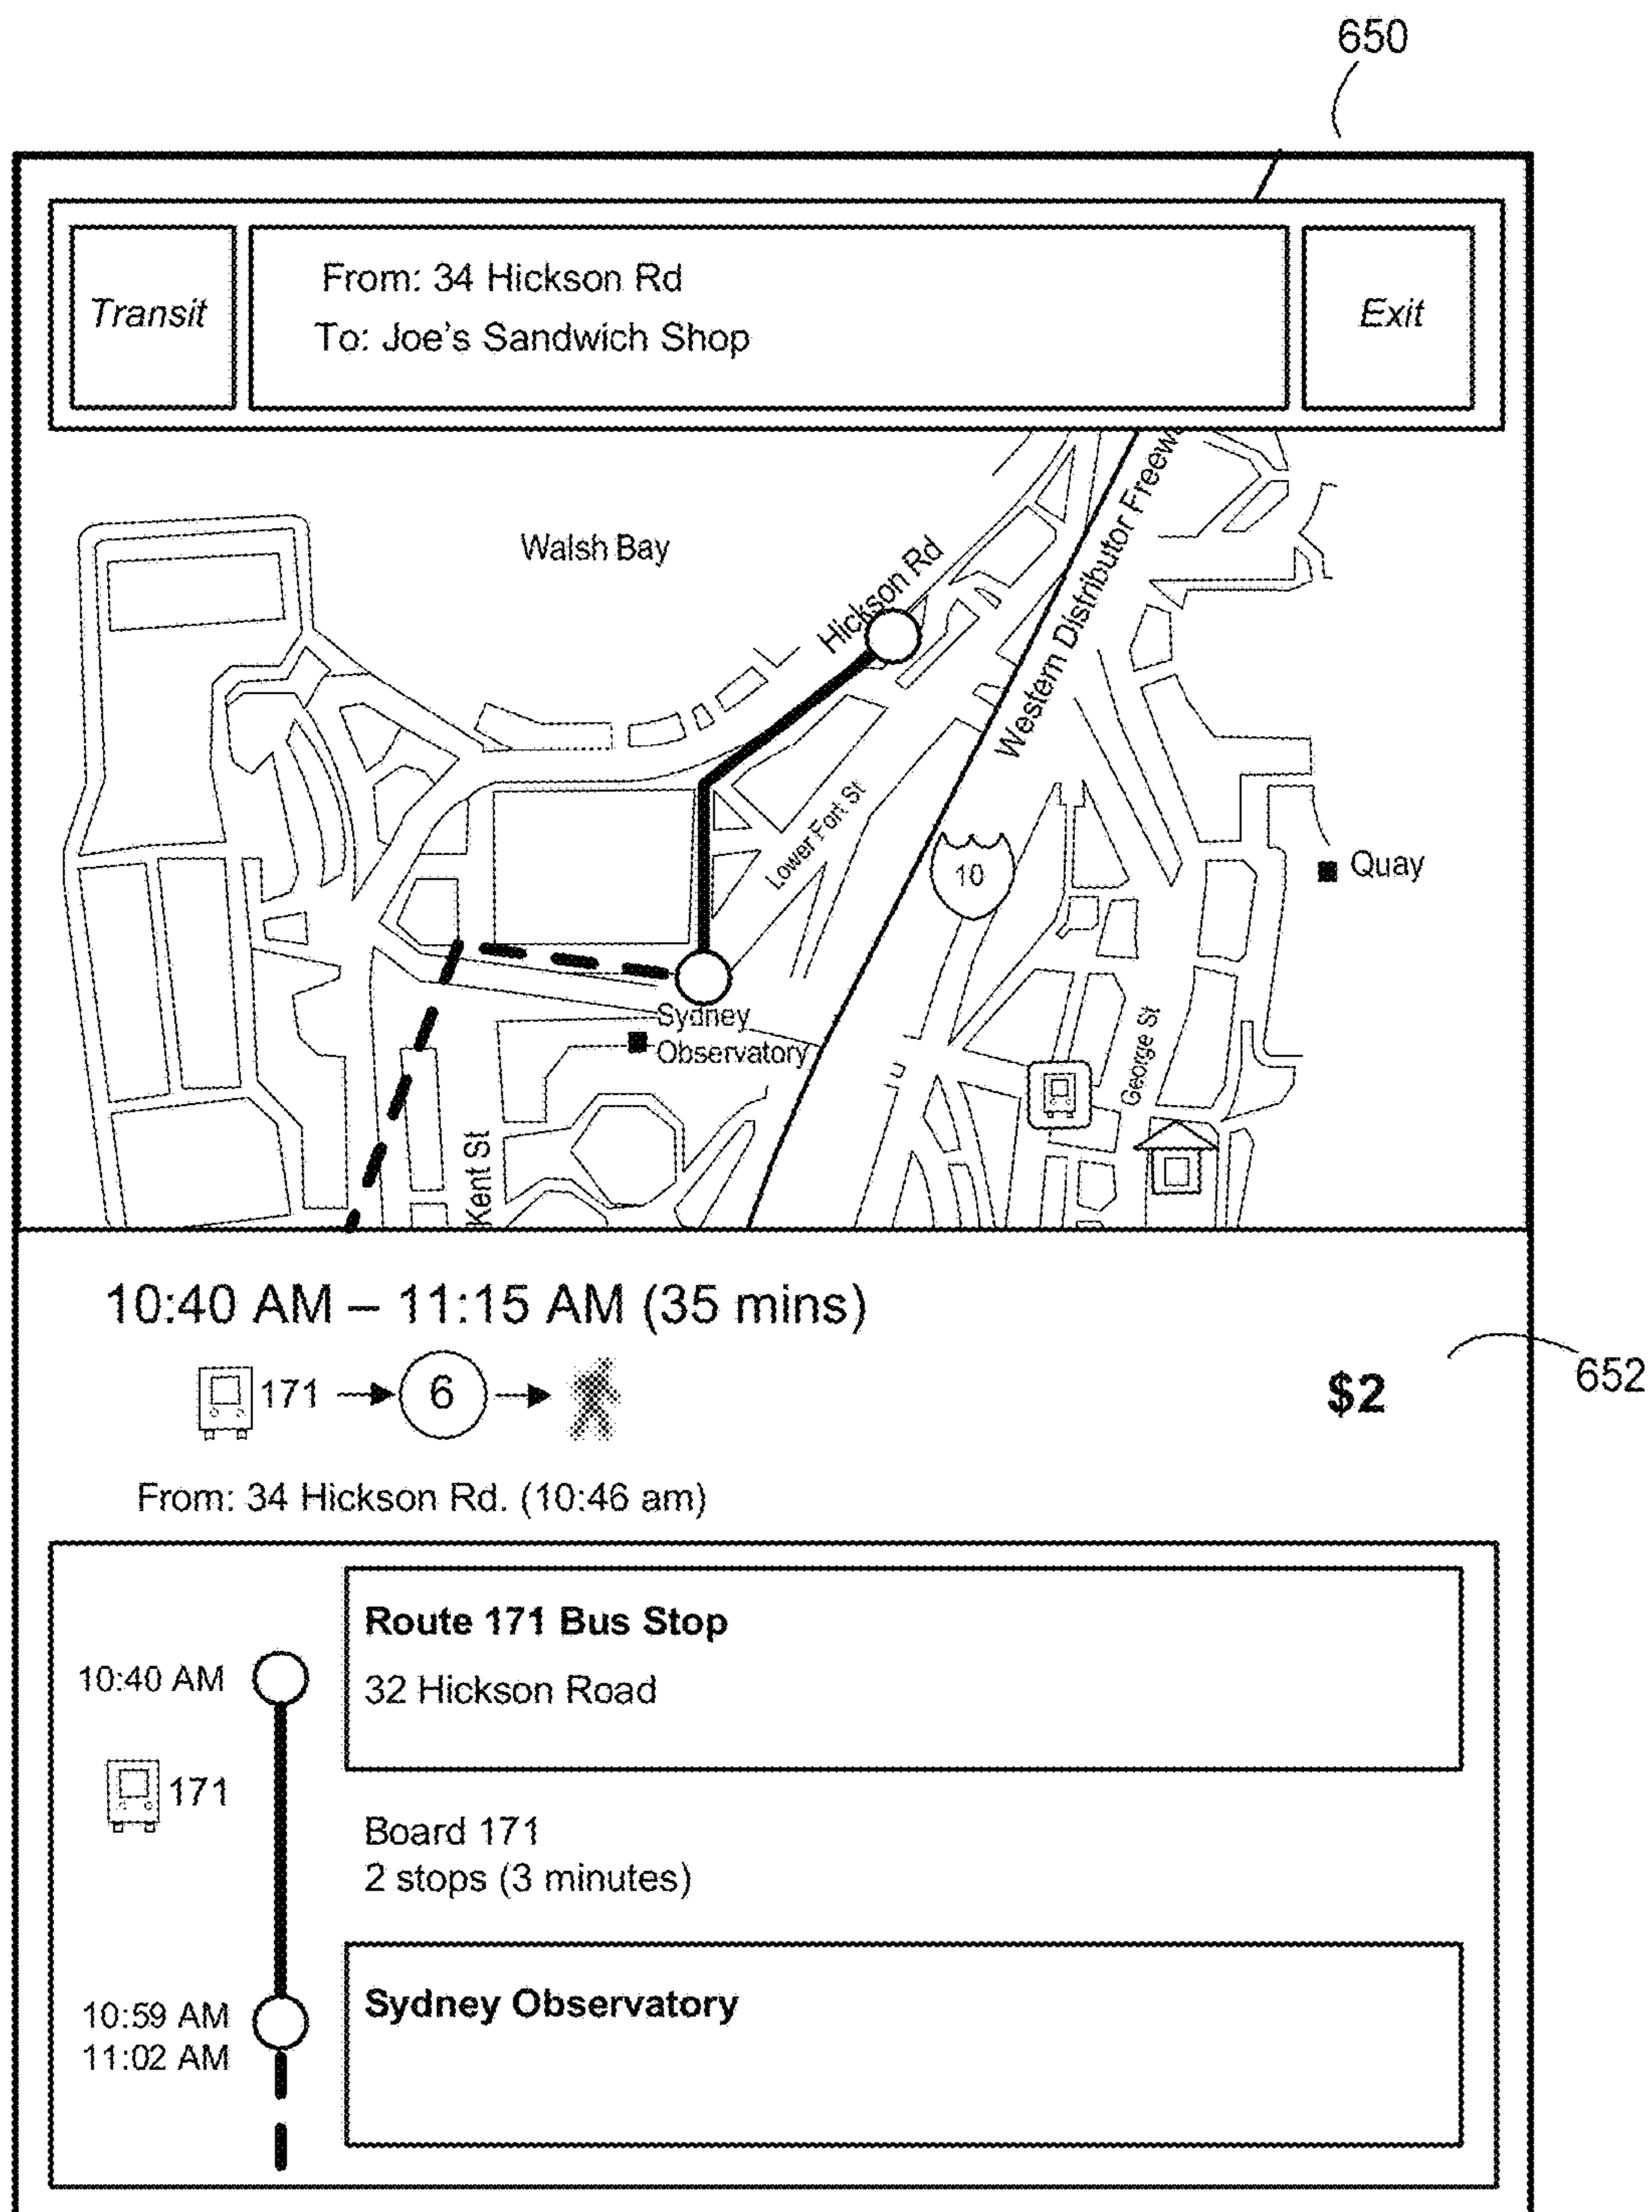 650
Transit
From: 34 Hickson Rd
To: Joe's Sandwich Shop
Exit
Walsh Bay
Hickson Rd
Western Distributor Freew
Lower Fort St
10
Quay
Sydney
Observatory
George St
Kent St
10:40 AM – 11:15 AM (35 mins)
171
6
$2
652
From: 34 Hickson Rd. (10:46 am)
Route 171 Bus Stop
10:40 AM
32 Hickson Road
171
Board 171
2 stops (3 minutes)
Sydney Observatory
10:59 AM
11:02 AM